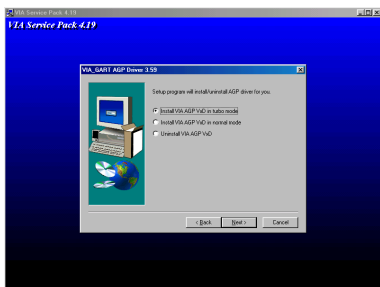 VIA Service Pack 4.19
VIA Service Pack 4.19
VIA_GART AGP Driver 3.59
Setup program will install/uninstall AGP driver for you.
Install VIA AGP VxD in turbo mode
Install VIA AGP VxD in normal mode
Uninstall VIA AGP VxD
< Back
Next >
Cancel